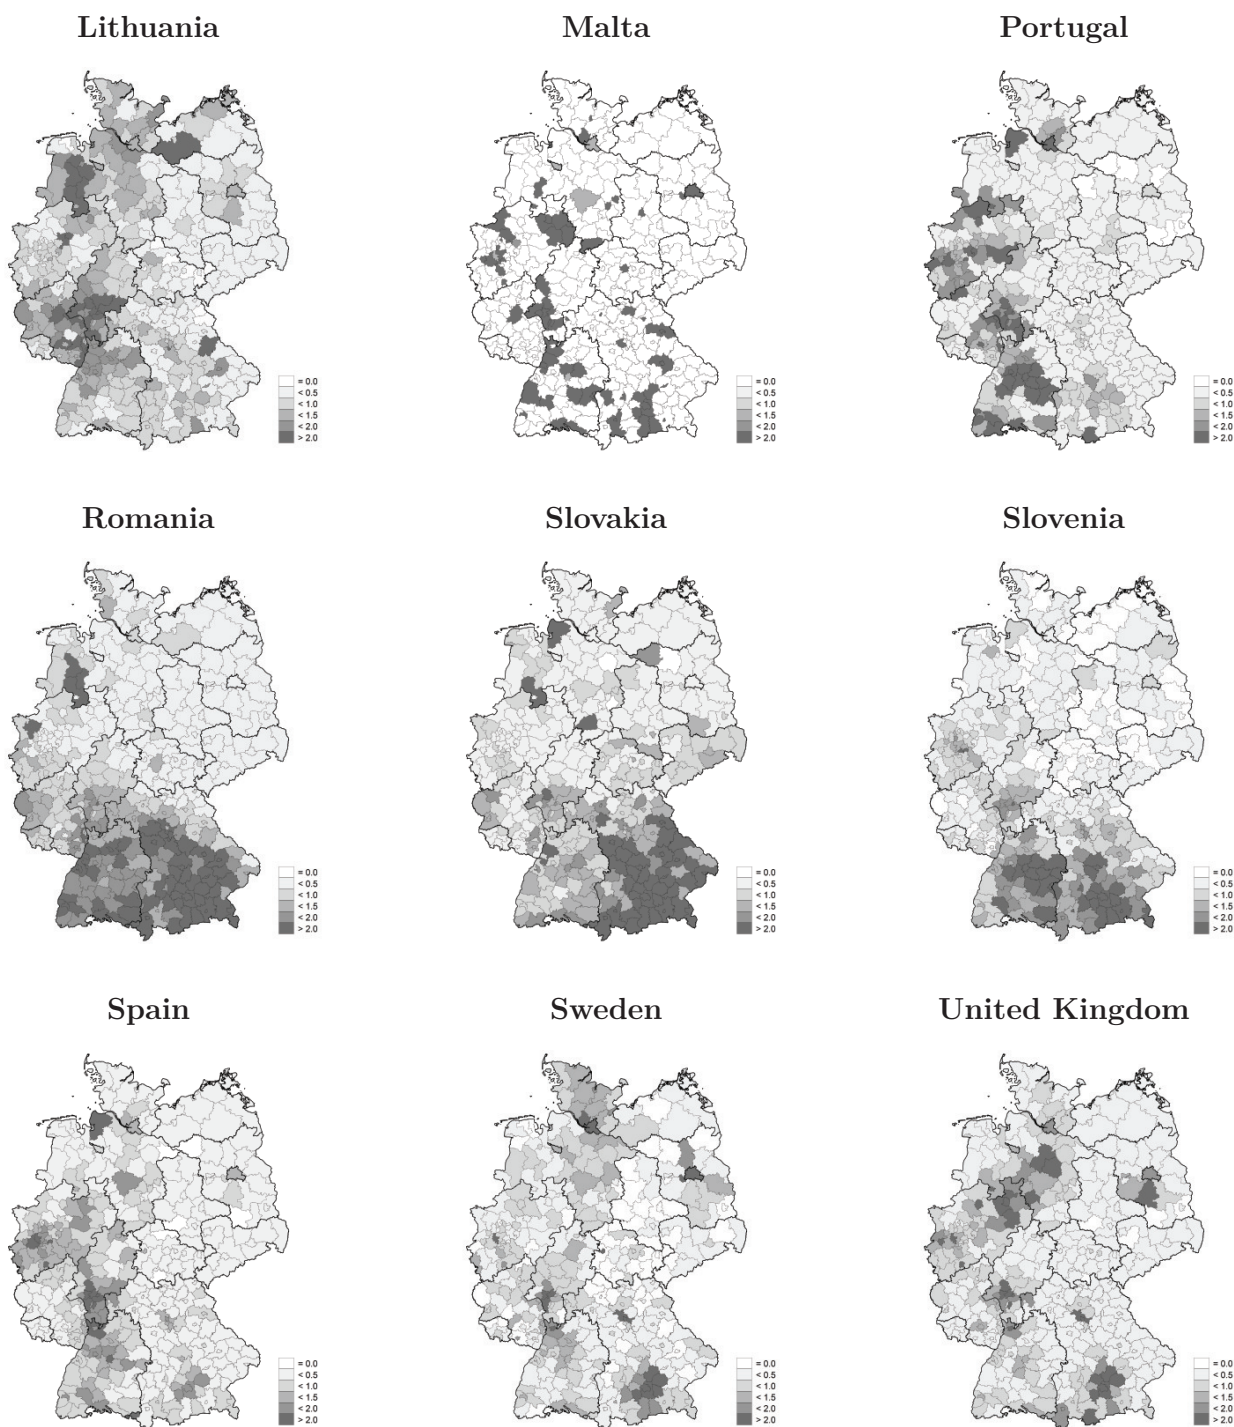 Lithuania Malta Portugal
= 0.0 = 0.0 = 0.0
< 0.5 < 0.5 < 0.5
< 1.0 < 1.0 < 1.0
< 1.5 < 1.5 < 1.5
< 2.0 < 2.0 < 2.0
> 2.0 > 2.0 > 2.0
Romania Slovakia Slovenia
= 0.0 = 0.0 = 0.0
< 0.5 < 0.5 < 0.5
< 1.0 < 1.0 < 1.0
< 1.5 < 1.5 < 1.5
< 2.0 < 2.0 < 2.0
> 2.0 > 2.0 > 2.0
Spain Sweden United Kingdom
= 0.0 = 0.0 = 0.0
< 0.5 < 0.5 < 0.5
< 1.0 < 1.0 < 1.0
< 1.5 < 1.5 < 1.5
< 2.0 < 2.0 < 2.0
> 2.0 > 2.0 > 2.0